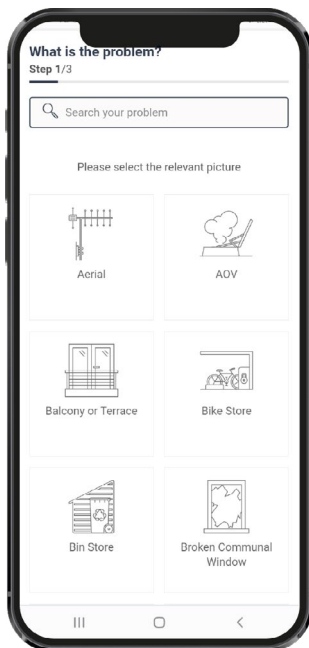 What is the problem?
Step 1/3
Search your problem
Please select the relevant picture
Aerial
AOV
Balcony or Terrace
Bike Store
Bin Store
Broken Communal
Window